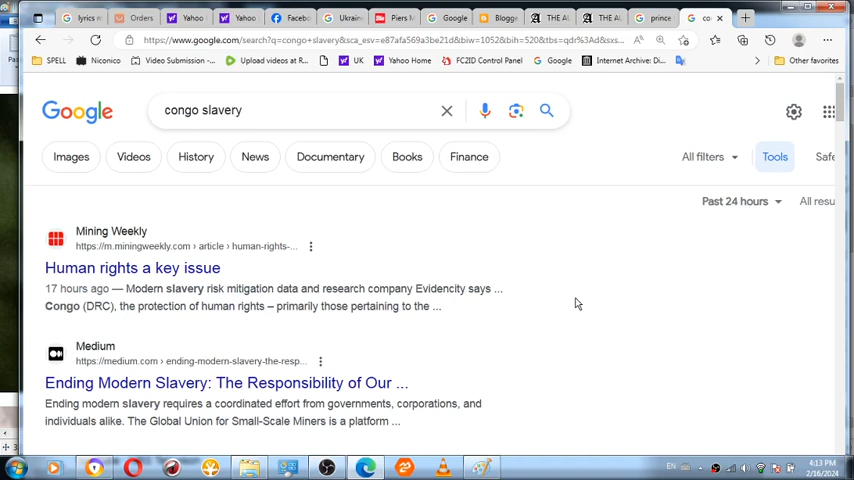 lyrics w
Orders
Yahoo
Yahoo
Faceb
Ukrain
Piers M
Google
Blogge
THE AU
THE AU
prince
co
https://www.google.com/search?q=congo+slavery&sca_esv=e87afa569a3be21d&biw=1052&bih=520&tbs=qdr%3Ad&sxs...
SPELL
Niconico
Video Submission -...
Upload videos at R...
UK
Yahoo Home
FCZID Control Panel
Google
Internet Archive: Di...
Other favorites
Google
congo slavery
Images
Videos
History
News
Documentary
Books
Finance
All filters
Tools
Safe
Past 24 hours
All resu
Mining Weekly
https://m.miningweekly.com › article › human-rights-...
Human rights a key issue
17 hours ago — Modern slavery risk mitigation data and research company Evidencity says ...
Congo (DRC), the protection of human rights – primarily those pertaining to the ...
Medium
https://medium.com › ending-modern-slavery-the-resp...
Ending Modern Slavery: The Responsibility of Our ...
Ending modern slavery requires a coordinated effort from governments, corporations, and
individuals alike. The Global Union for Small-Scale Miners is a platform ...
EN
4:13 PM
2/16/2024